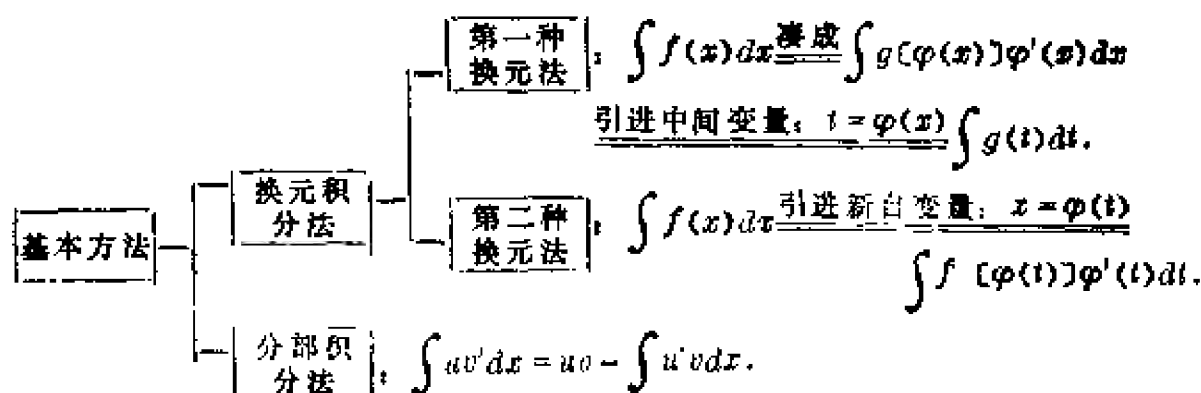 第一种
换元法 : ∫ f(x)dx 凑成 ∫ g[φ(x)]φ'(x)dx
引进中间变量: t = φ(x) ∫ g(t)dt.
换元积
分法
第二种
换元法 : ∫ f(x)dx 引进新自变量: x = φ(t)
∫ f [φ(t)]φ'(t)dt.
基本方法
分部积
分法 : ∫ uv'dx = uv - ∫ u'vdx.